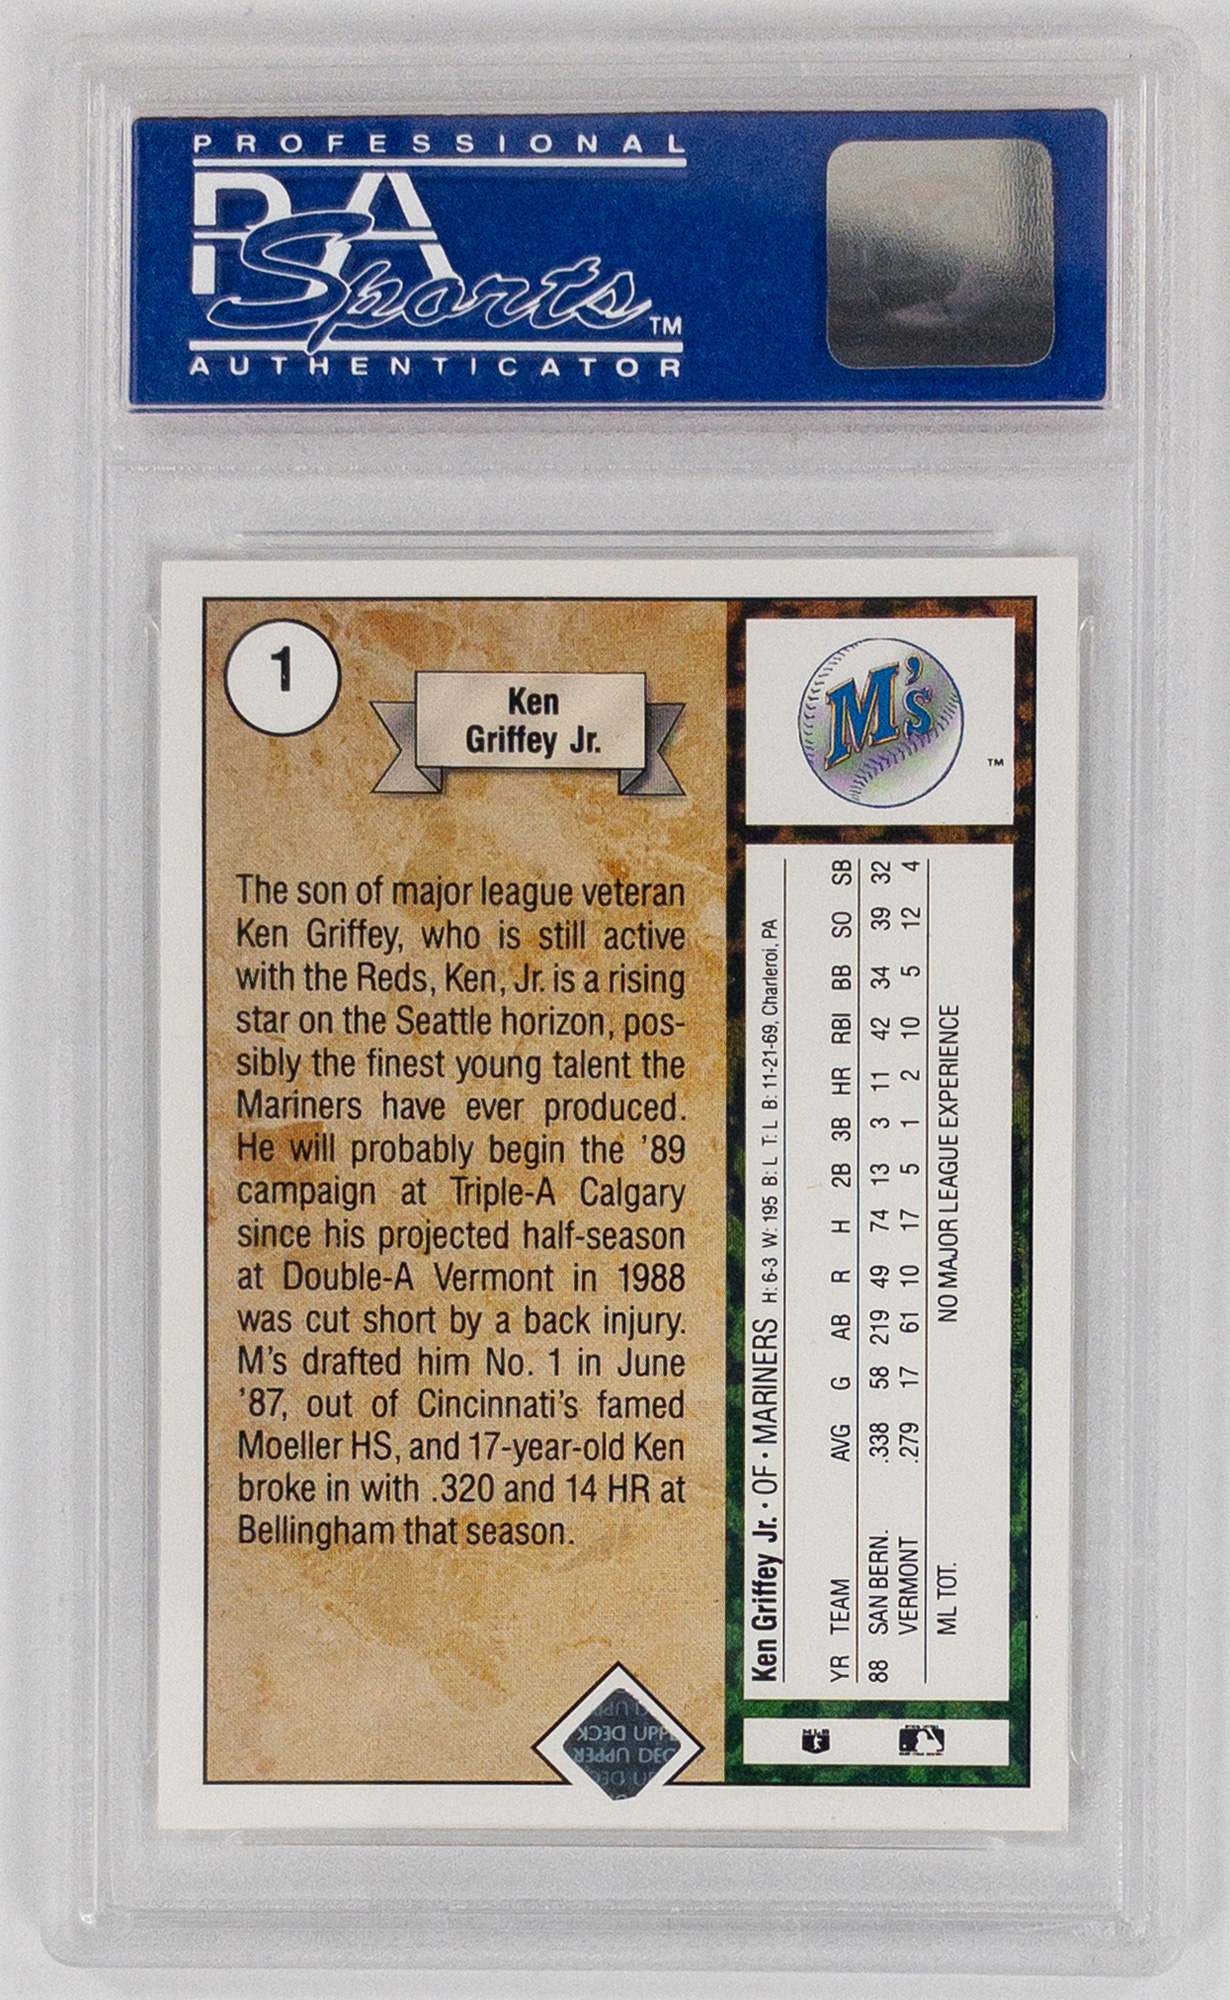 PROFESSIONAL
PSA
Sports™
AUTHENTICATOR
1
Ken
Griffey Jr.
The son of major league veteran
Ken Griffey, who is still active
with the Reds, Ken, Jr. is a rising
star on the Seattle horizon, pos-
sibly the finest young talent the
Mariners have ever produced.
He will probably begin the '89
campaign at Triple-A Calgary
since his projected half-season
at Double-A Vermont in 1988
was cut short by a back injury.
M's drafted him No. 1 in June
'87, out of Cincinnati's famed
Moeller HS, and 17-year-old Ken
broke in with .320 and 14 HR at
Bellingham that season.
M's
™
Ken Griffey Jr. • OF • MARINERS H: 6-3 W: 195 B: L T: L B: 11-21-69, Charleroi, PA
YR TEAM AVG G AB R H 2B 3B HR RBI BB SO SB
88 SAN BERN. .338 58 219 49 74 13 3 11 42 34 39 32
VERMONT .279 17 61 10 17 5 1 2 10 5 12 4
ML TOT. NO MAJOR LEAGUE EXPERIENCE
DECK UPPE
UPPER DEC